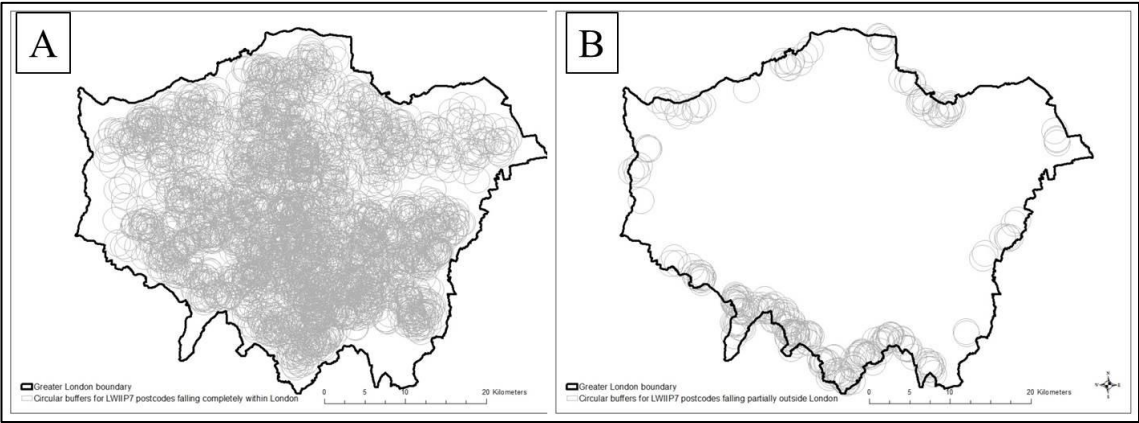 A
B
Greater London boundary
Circular buffers for LWIIP7 postcodes falling completely within London
0 5 10 20 Kilometers
Greater London boundary
Circular buffers for LWIIP7 postcodes falling partially outside London
0 5 10 20 Kilometers